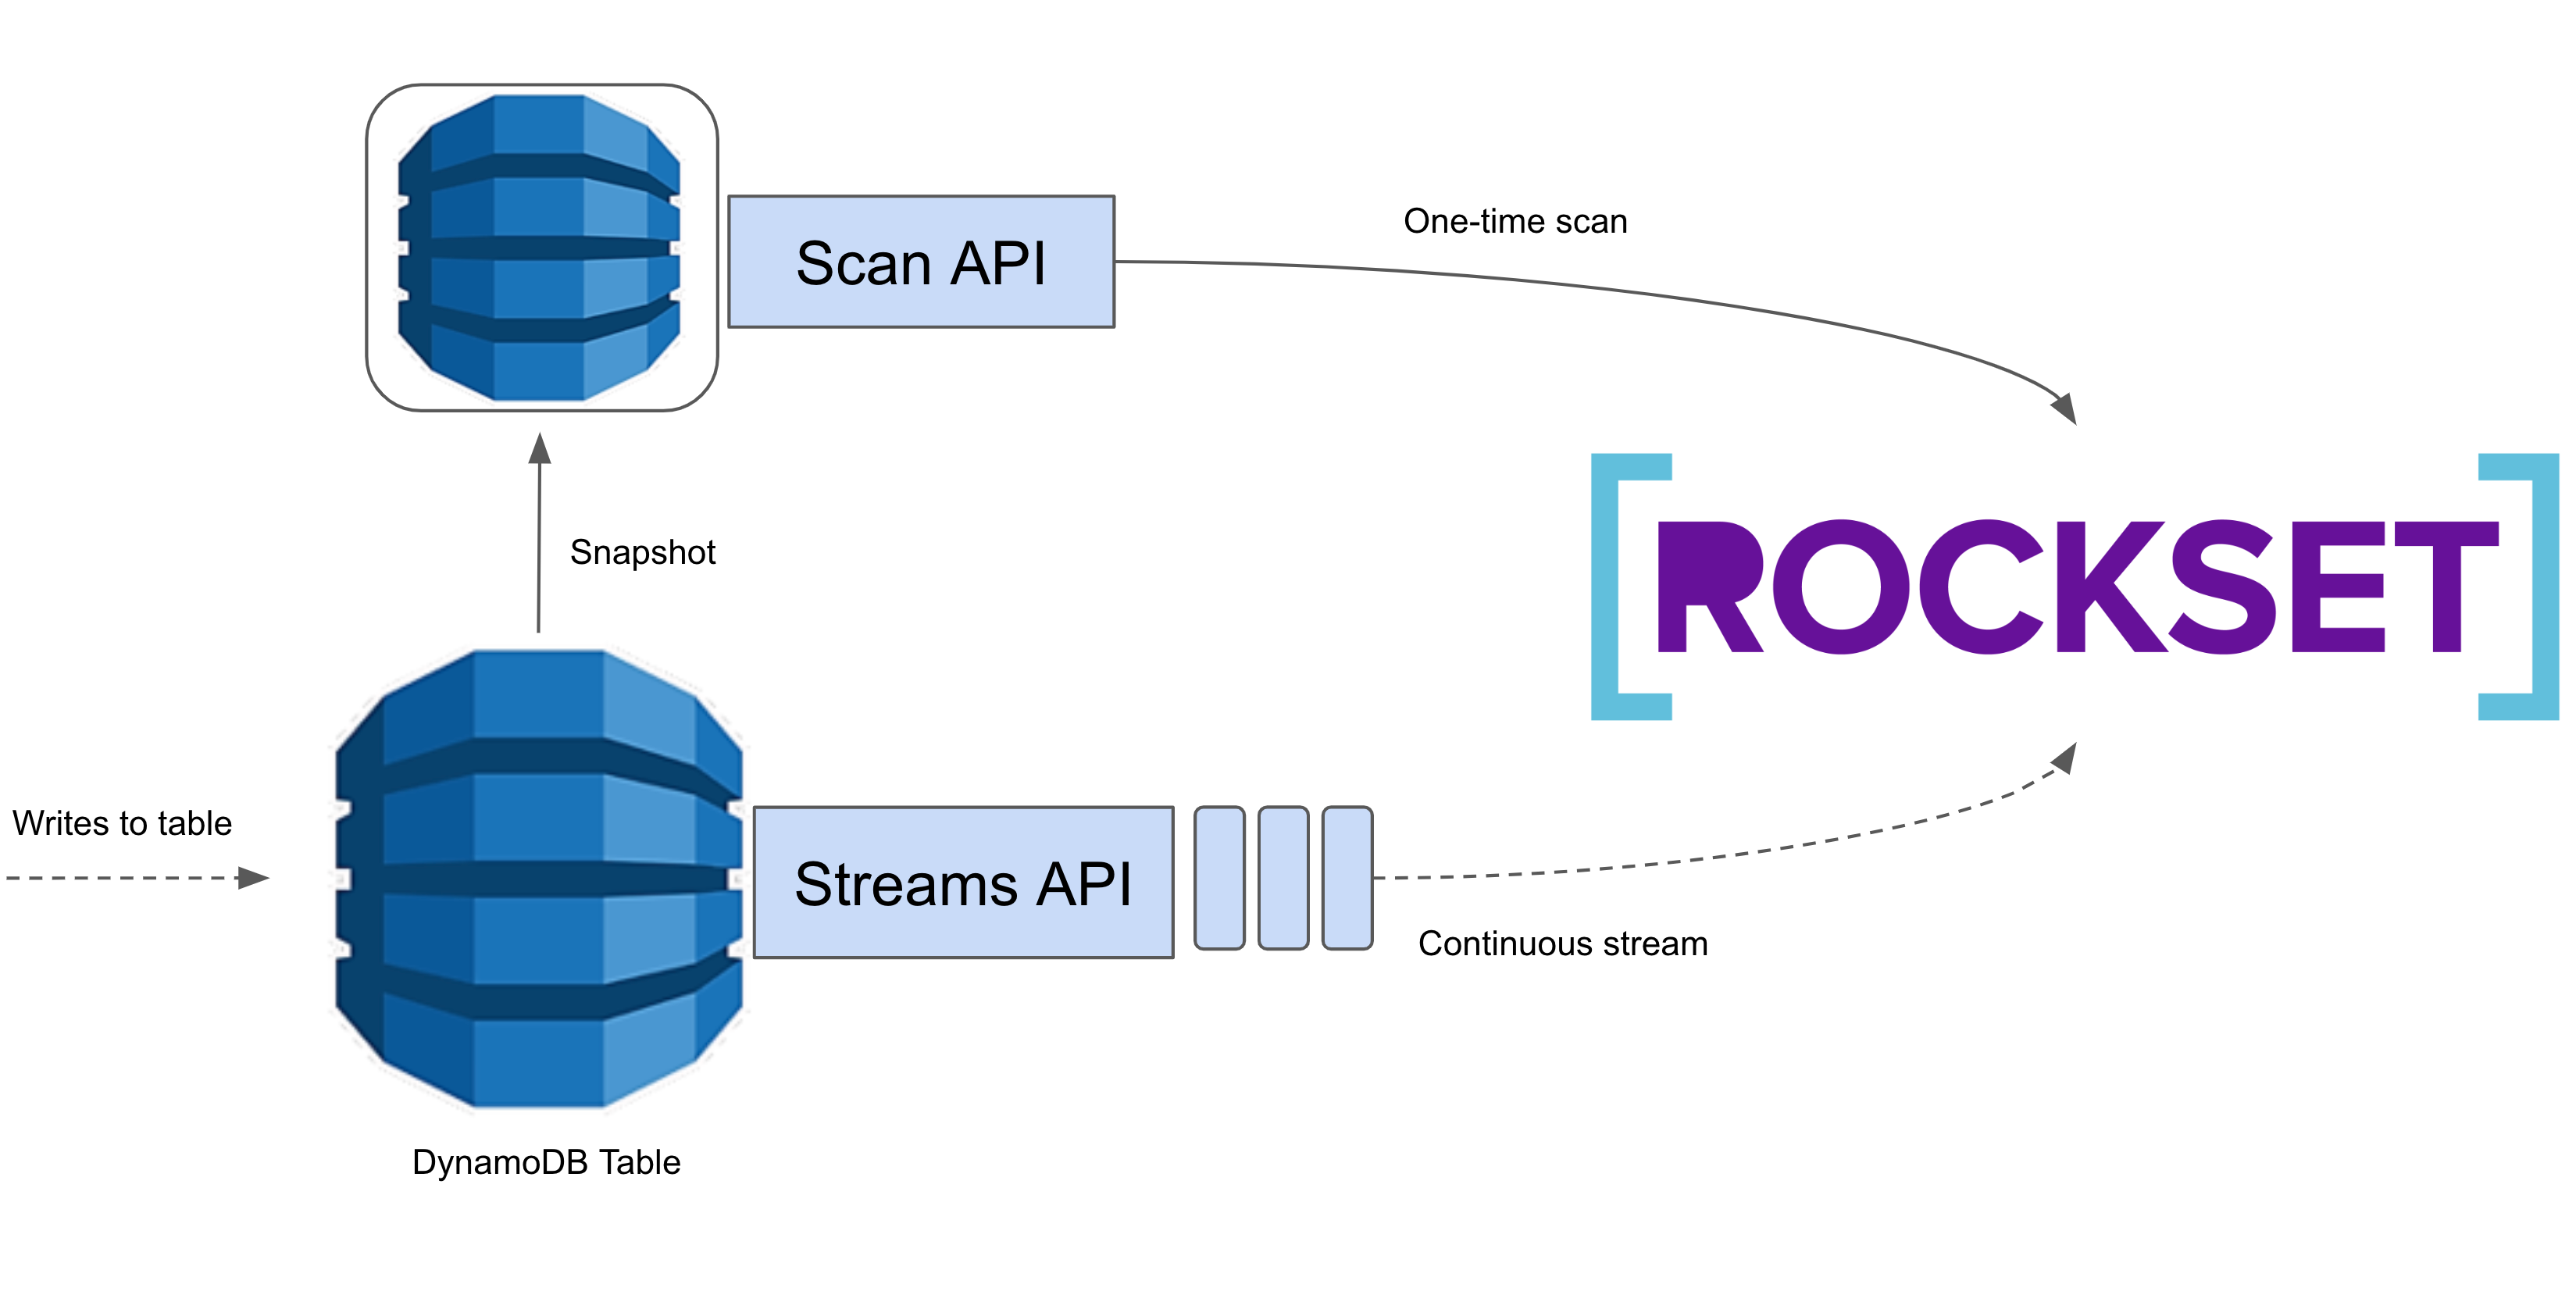 Scan API
One-time scan
Snapshot
ROCKSET
Writes to table
Streams API
Continuous stream
DynamoDB Table